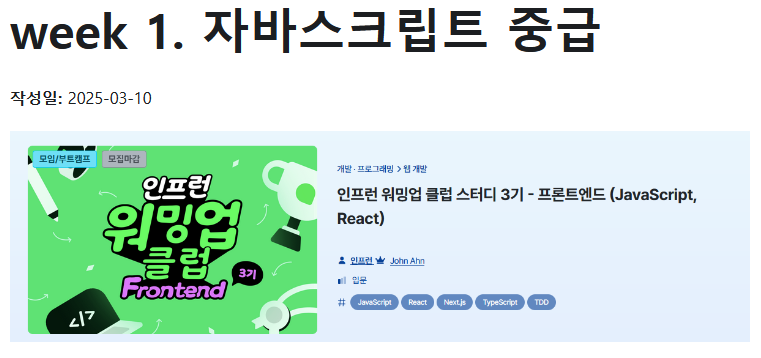 week 1. 자바스크립트 중급
작성일: 2025-03-10
모임/부트캠프 모집마감
인프런
워밍업
클럽
3기
Frontend
</>
개발 · 프로그래밍 > 웹 개발
인프런 워밍업 클럽 스터디 3기 - 프론트엔드 (JavaScript,
React)
인프런 John Ahn
입문
# JavaScript React Next.js TypeScript TDD